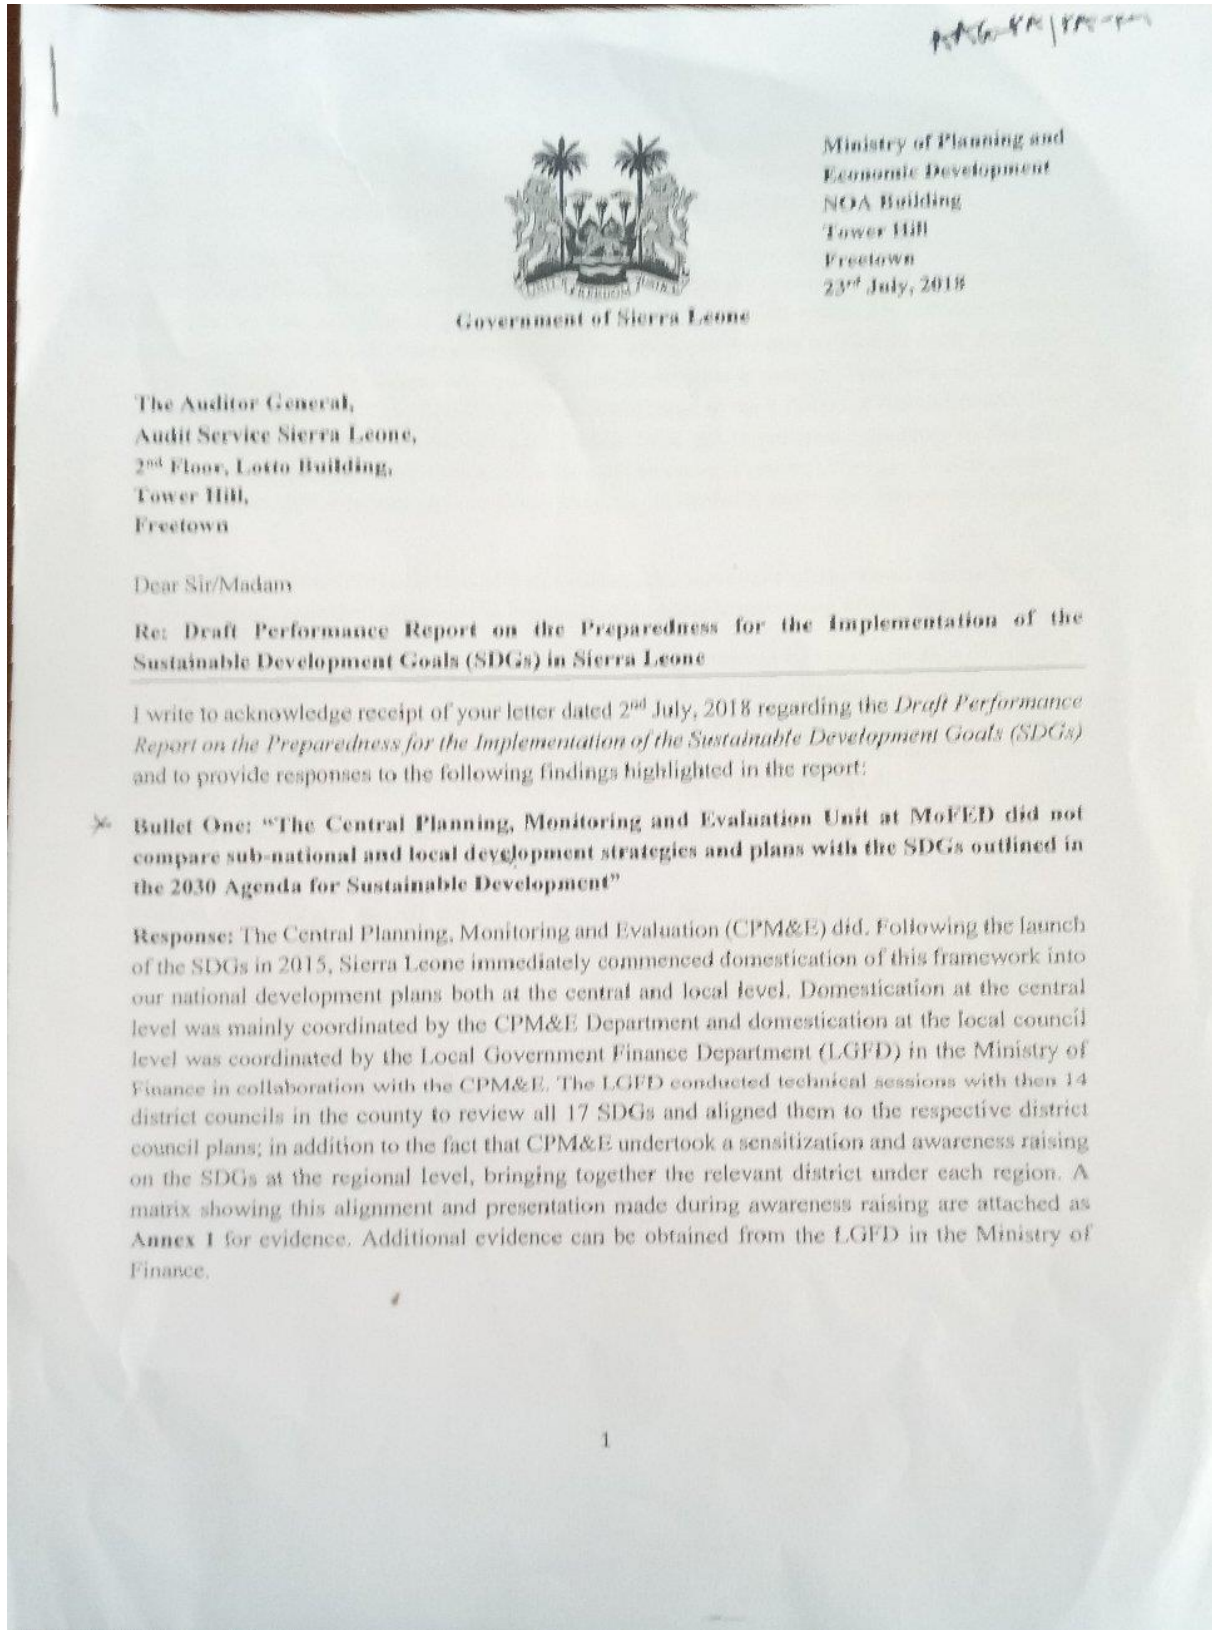 Ministry of Planning and
Economic Development
NOA Building
Tower Hill
Freetown
23rd July, 2018
Government of Sierra Leone
The Auditor General,
Audit Service Sierra Leone,
2nd Floor, Lotto Building,
Tower Hill,
Freetown
Dear Sir/Madam
Re: Draft Performance Report on the Preparedness for the Implementation of the
Sustainable Development Goals (SDGs) in Sierra Leone
I write to acknowledge receipt of your letter dated 2nd July, 2018 regarding the Draft Performance
Report on the Preparedness for the Implementation of the Sustainable Development Goals (SDGs)
and to provide responses to the following findings highlighted in the report:
Bullet One: “The Central Planning, Monitoring and Evaluation Unit at MoFED did not
compare sub-national and local development strategies and plans with the SDGs outlined in
the 2030 Agenda for Sustainable Development”
Response: The Central Planning, Monitoring and Evaluation (CPM&E) did. Following the launch
of the SDGs in 2015, Sierra Leone immediately commenced domestication of this framework into
our national development plans both at the central and local level. Domestication at the central
level was mainly coordinated by the CPM&E Department and domestication at the local council
level was coordinated by the Local Government Finance Department (LGFD) in the Ministry of
Finance in collaboration with the CPM&E. The LGFD conducted technical sessions with then 14
district councils in the county to review all 17 SDGs and aligned them to the respective district
council plans; in addition to the fact that CPM&E undertook a sensitization and awareness raising
on the SDGs at the regional level, bringing together the relevant district under each region. A
matrix showing this alignment and presentation made during awareness raising are attached as
Annex 1 for evidence. Additional evidence can be obtained from the LGFD in the Ministry of
Finance.
1